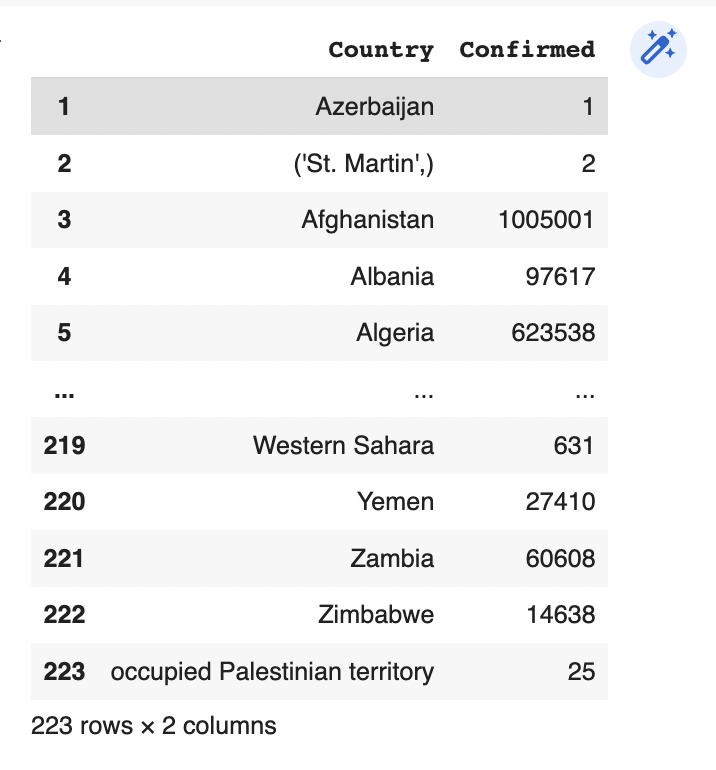 Country Confirmed
1 Azerbaijan 1
2 ('St. Martin',) 2
3 Afghanistan 1005001
4 Albania 97617
5 Algeria 623538
... ... ...
219 Western Sahara 631
220 Yemen 27410
221 Zambia 60608
222 Zimbabwe 14638
223 occupied Palestinian territory 25
223 rows × 2 columns